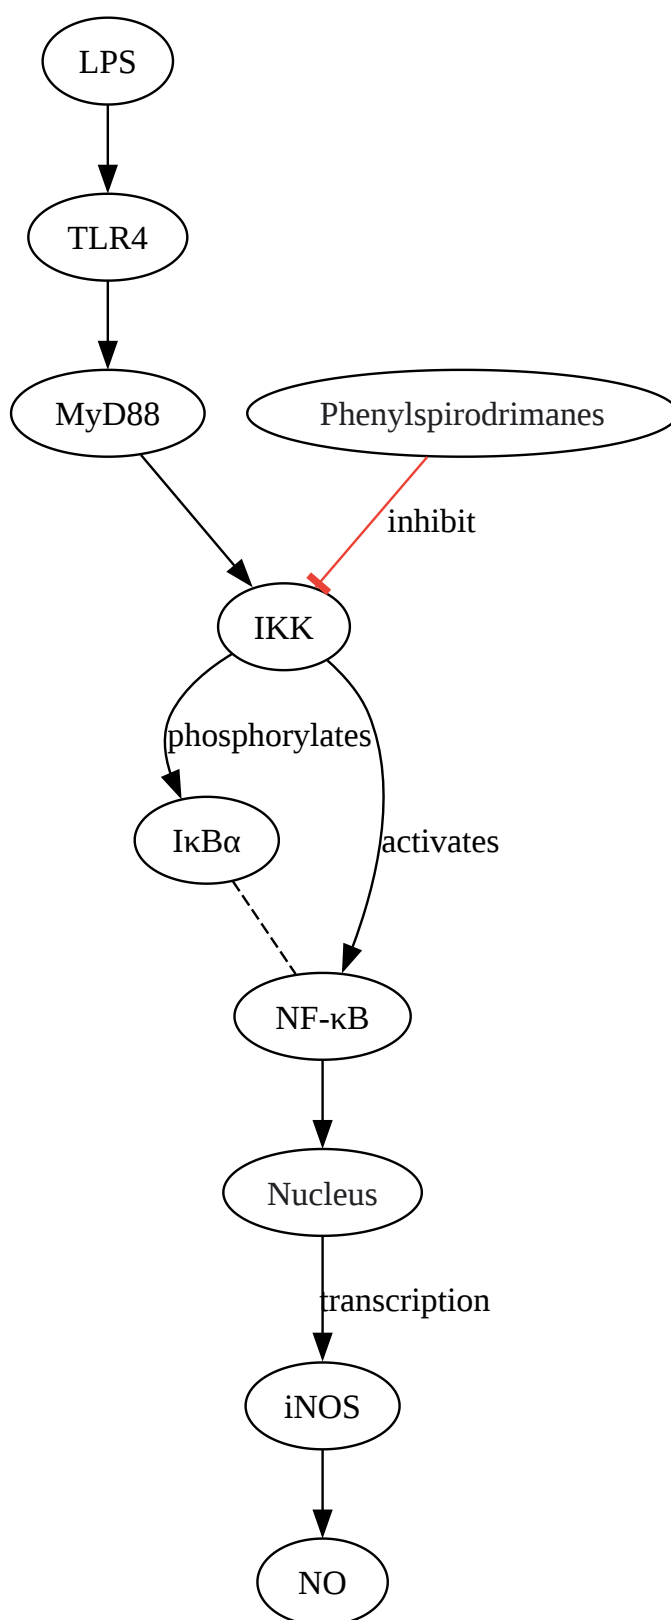 LPS
TLR4
MyD88
Phenylspirodrimanes
inhibit
IKK
phosphorylates
IκBα
activates
NF-κB
Nucleus
transcription
iNOS
NO